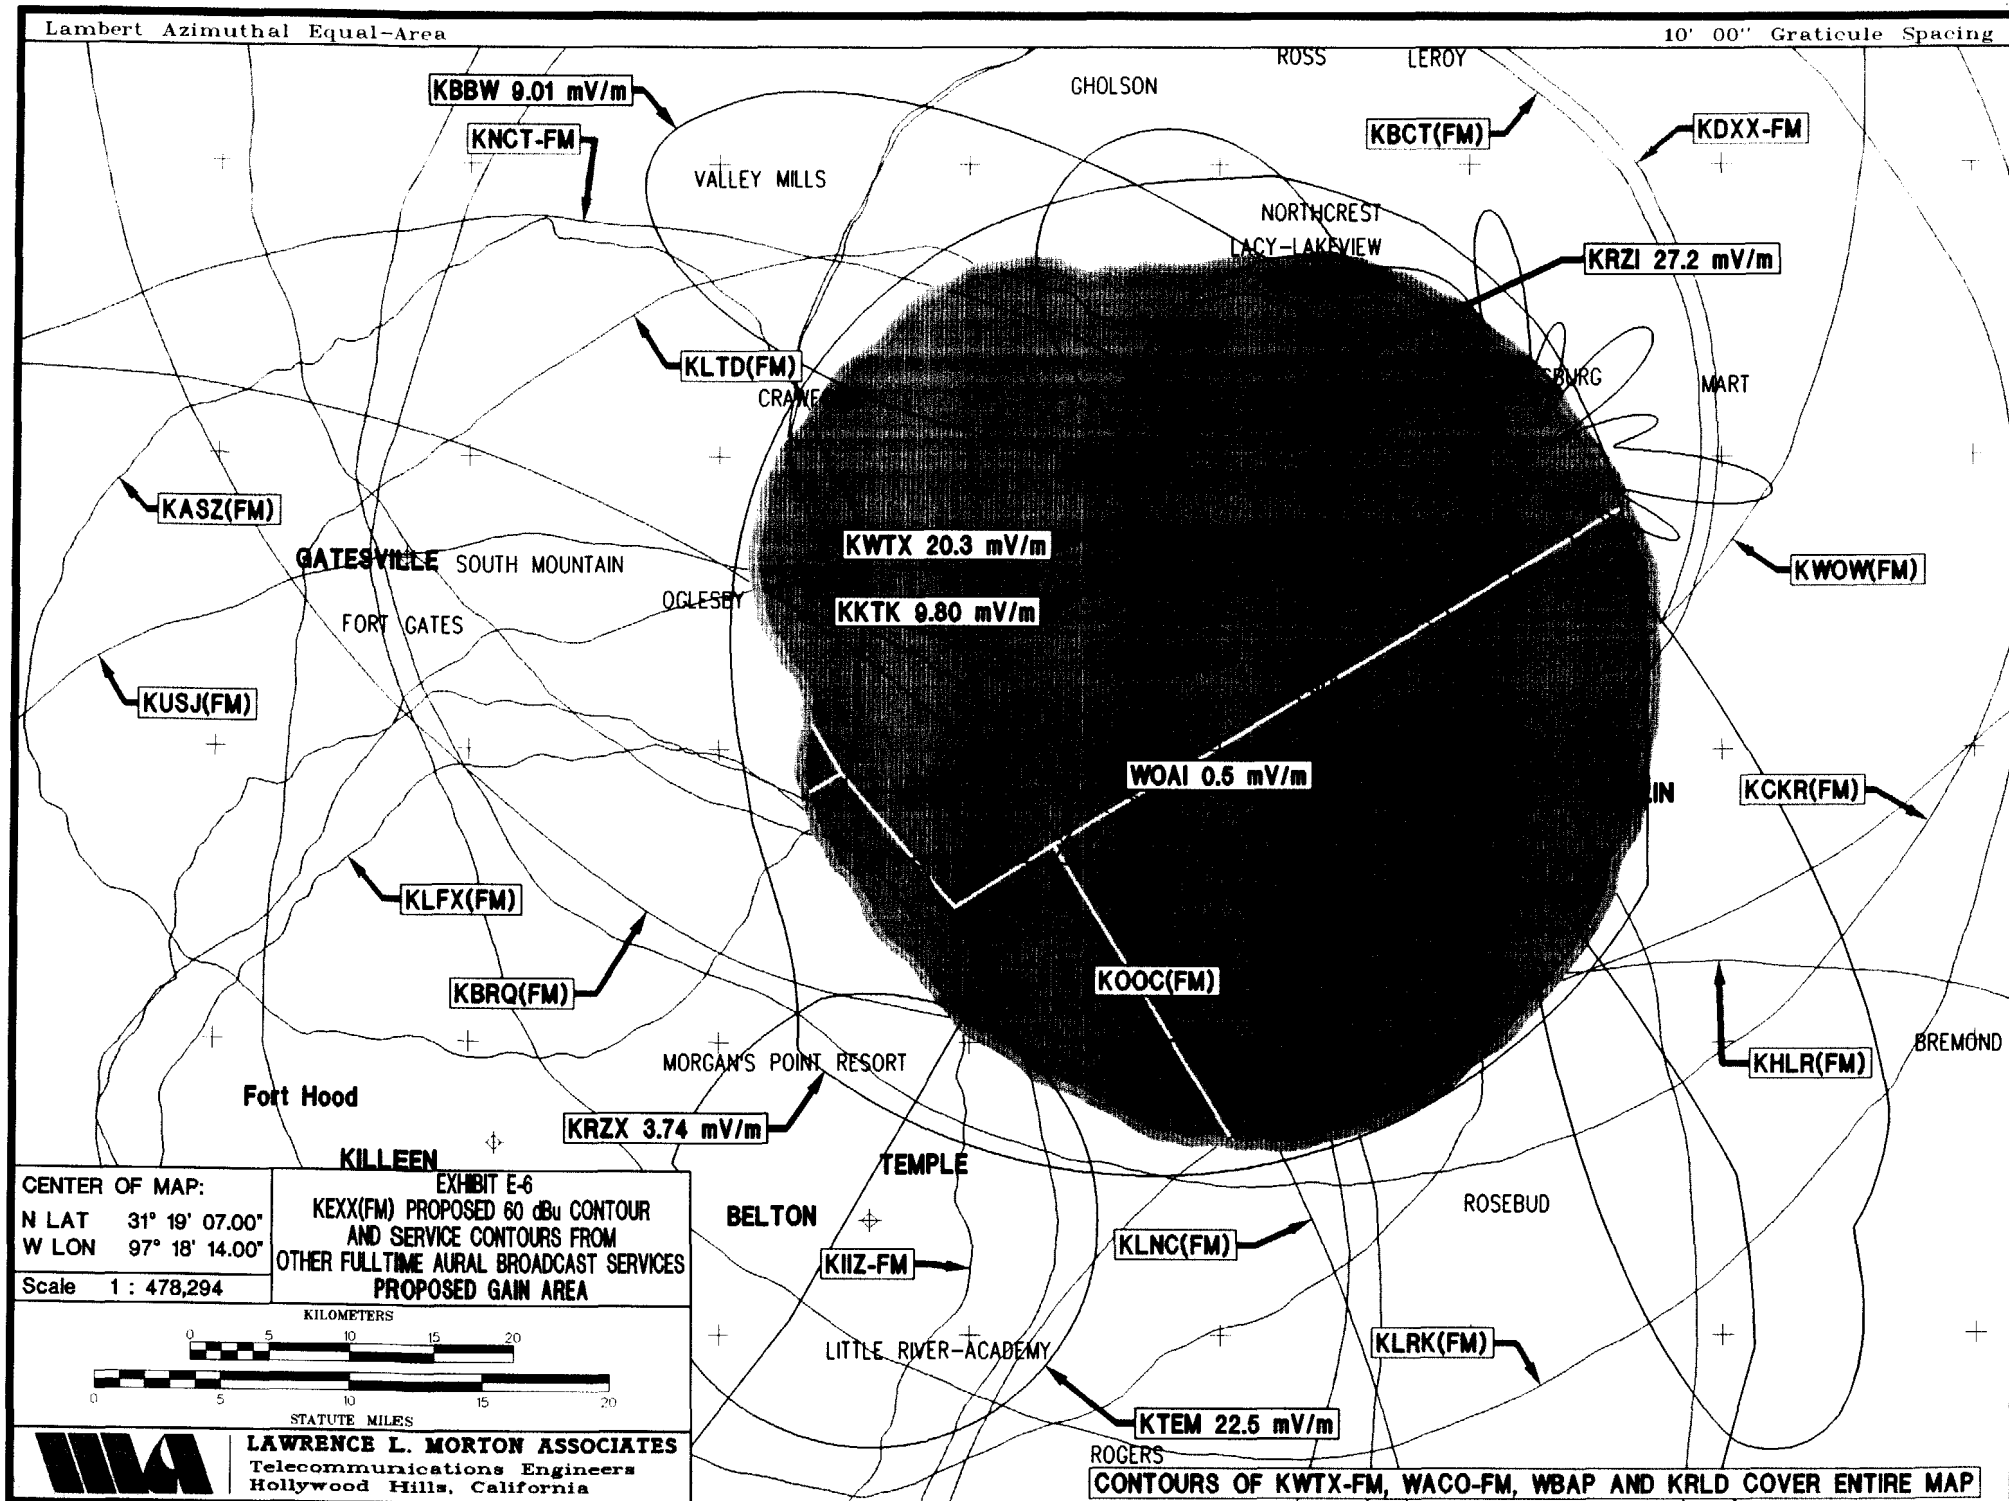 Lambert Azimuthal Equal-Area
10' 00" Graticule Spacing
ROSS
LEROY
GHOLSON
KBBW 9.01 mV/m
KNCT-FM
KBCT(FM)
KDXX-FM
VALLEY MILLS
NORTHCREST
LACY-LAKEVIEW
KRZI 27.2 mV/m
KLTD(FM)
CRAWF
SBURG
MART
KASZ(FM)
KWTX 20.3 mV/m
GATESVILLE
SOUTH MOUNTAIN
KWOW(FM)
OGLESBY
KKTK 9.80 mV/m
FORT GATES
KUSJ(FM)
WOAI 0.5 mV/m
IN
KCKR(FM)
KLFX(FM)
KOOC(FM)
KBRQ(FM)
BREMOND
MORGAN'S POINT RESORT
KHLR(FM)
Fort Hood
KRZX 3.74 mV/m
KILLEEN
TEMPLE
ROSEBUD
BELTON
KLNC(FM)
KIIZ-FM
KLRK(FM)
LITTLE RIVER-ACADEMY
KTEM 22.5 mV/m
ROGERS
CONTOURS OF KWTX-FM, WACO-FM, WBAP AND KRLD COVER ENTIRE MAP
CENTER OF MAP:
N LAT 31° 19' 07.00"
W LON 97° 18' 14.00"
Scale 1 : 478,294
EXHIBIT E-6
KEXX(FM) PROPOSED 60 dBu CONTOUR
AND SERVICE CONTOURS FROM
OTHER FULLTIME AURAL BROADCAST SERVICES
PROPOSED GAIN AREA
KILOMETERS
0 5 10 15 20
0 5 10 15 20
STATUTE MILES
LAWRENCE L. MORTON ASSOCIATES
Telecommunications Engineers
Hollywood Hills, California